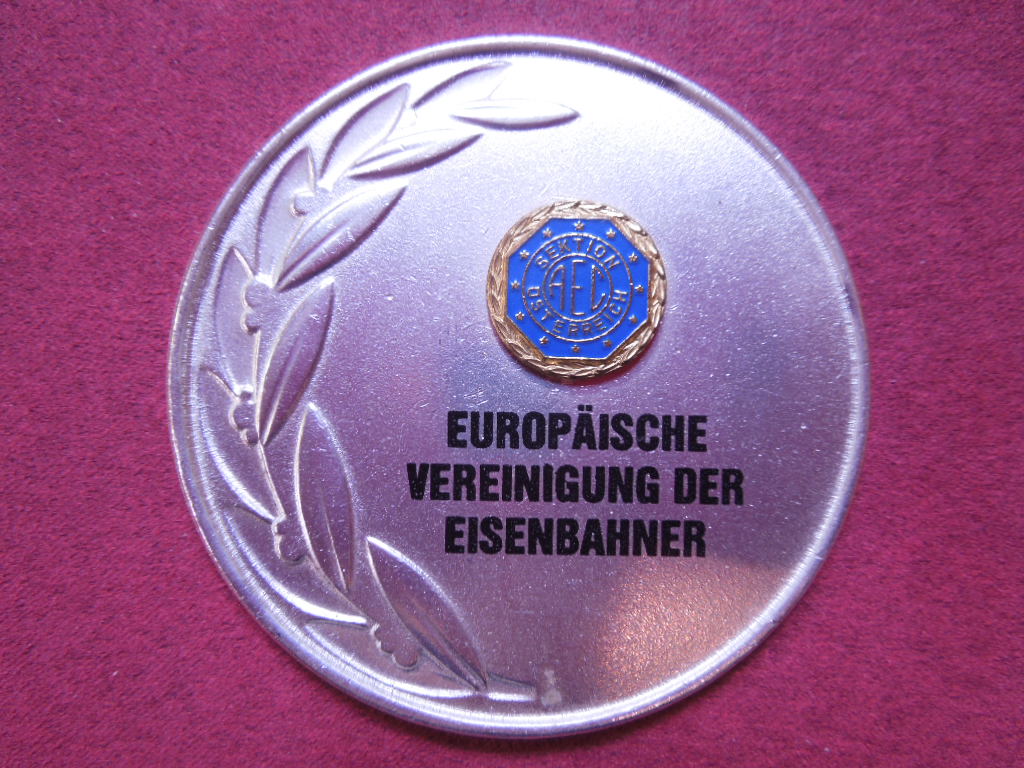 SEKTION
AEC
ÖSTERREICH
EUROPÄISCHE
VEREINIGUNG DER
EISENBAHNER